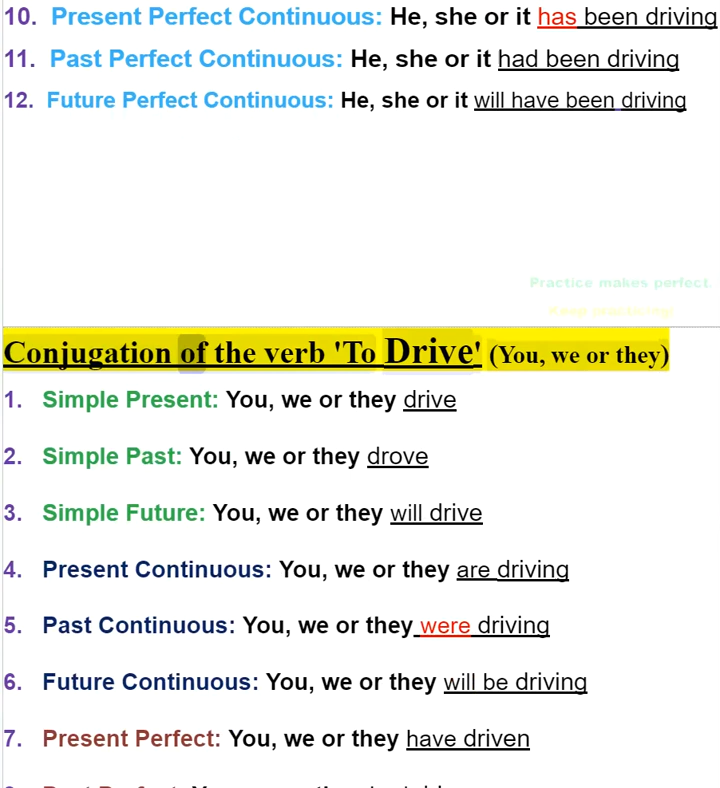 10. Present Perfect Continuous: He, she or it has been driving
11. Past Perfect Continuous: He, she or it had been driving
12. Future Perfect Continuous: He, she or it will have been driving
Practice makes perfect.
Conjugation of the verb 'To Drive' (You, we or they)
1. Simple Present: You, we or they drive
2. Simple Past: You, we or they drove
3. Simple Future: You, we or they will drive
4. Present Continuous: You, we or they are driving
5. Past Continuous: You, we or they were driving
6. Future Continuous: You, we or they will be driving
7. Present Perfect: You, we or they have driven